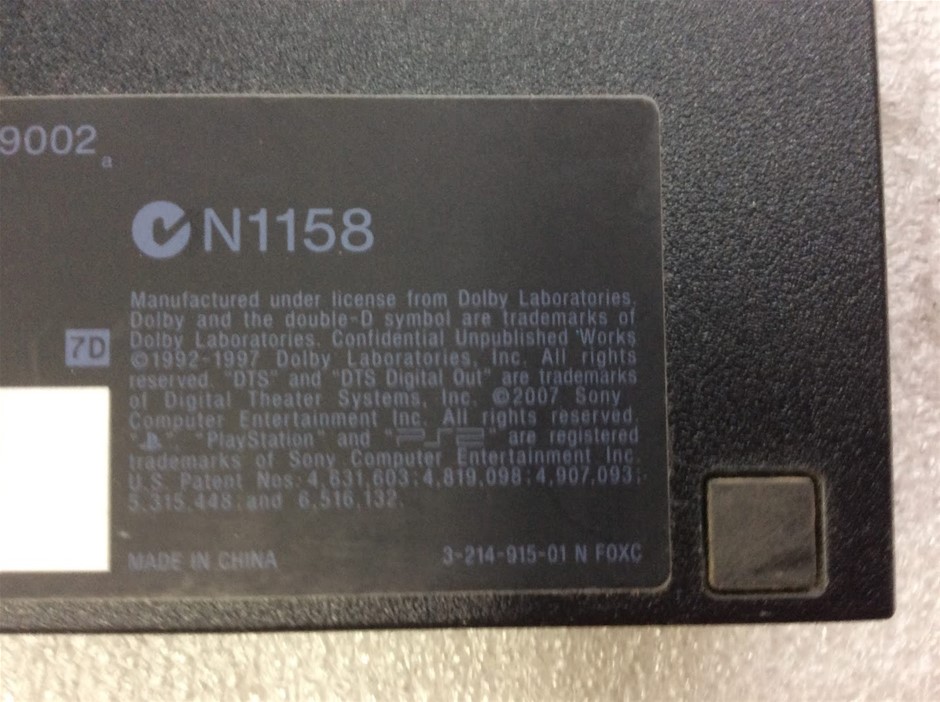 9002 a
N1158
Manufactured under license from Dolby Laboratories.
Dolby and the double-D symbol are trademarks of
Dolby Laboratories. Confidential Unpublished Works
©1992-1997 Dolby Laboratories, Inc. All rights
reserved. "DTS" and "DTS Digital Out" are trademarks
of Digital Theater Systems, Inc. ©2007 Sony
Computer Entertainment Inc. All rights reserved.
" ", "PlayStation" and "PS2" are registered
trademarks of Sony Computer Entertainment Inc.
U.S. Patent Nos. 4,631,603; 4,819,098; 4,907,093;
5,315,448; and 6,516,132.
7D
MADE IN CHINA
3-214-915-01 N FOXC